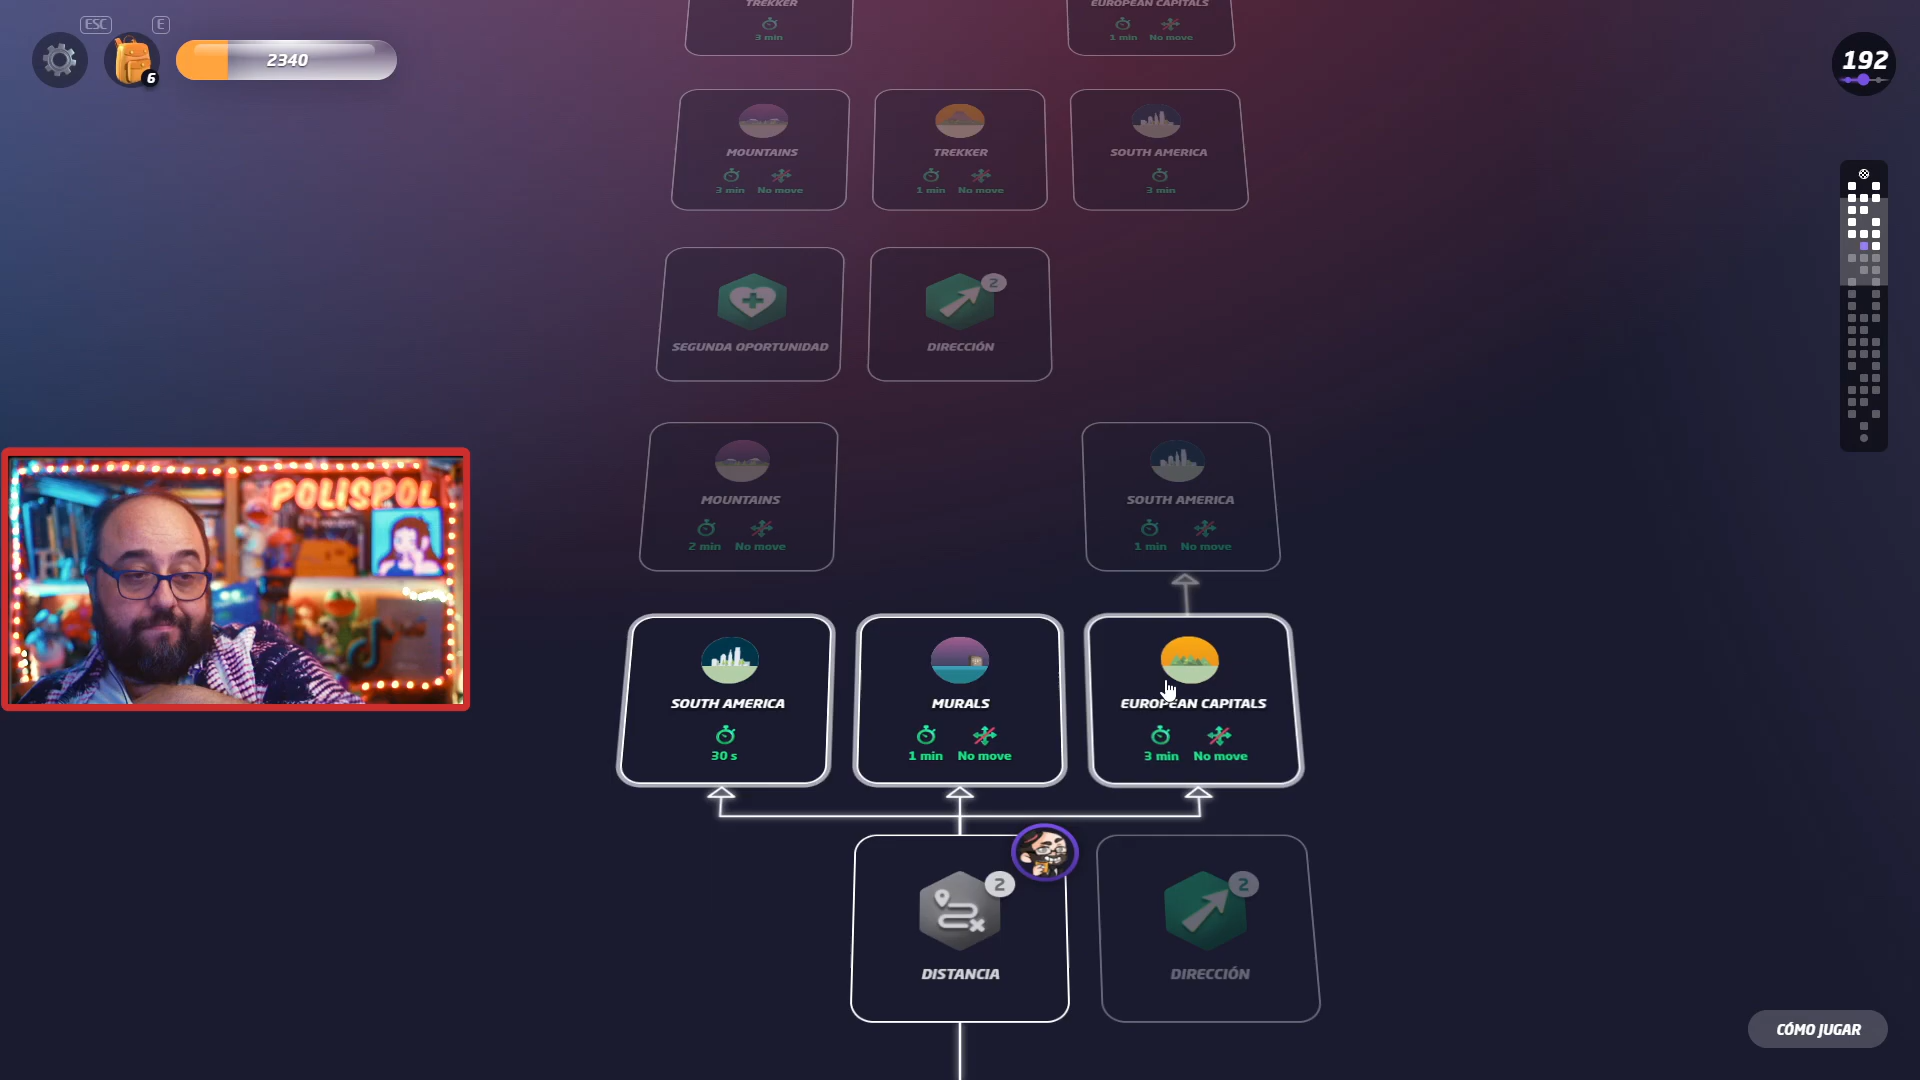 ESC
E
6
2340
192
TREKKER
3 min
EUROPEAN CAPITALS
1 min No move
MOUNTAINS
3 min No move
TREKKER
1 min No move
SOUTH AMERICA
3 min
SEGUNDA OPORTUNIDAD
2
DIRECCIÓN
MOUNTAINS
2 min No move
SOUTH AMERICA
1 min No move
POLISPOL
SOUTH AMERICA
30 s
MURALS
1 min No move
EUROPEAN CAPITALS
3 min No move
2
DISTANCIA
2
DIRECCIÓN
CÓMO JUGAR